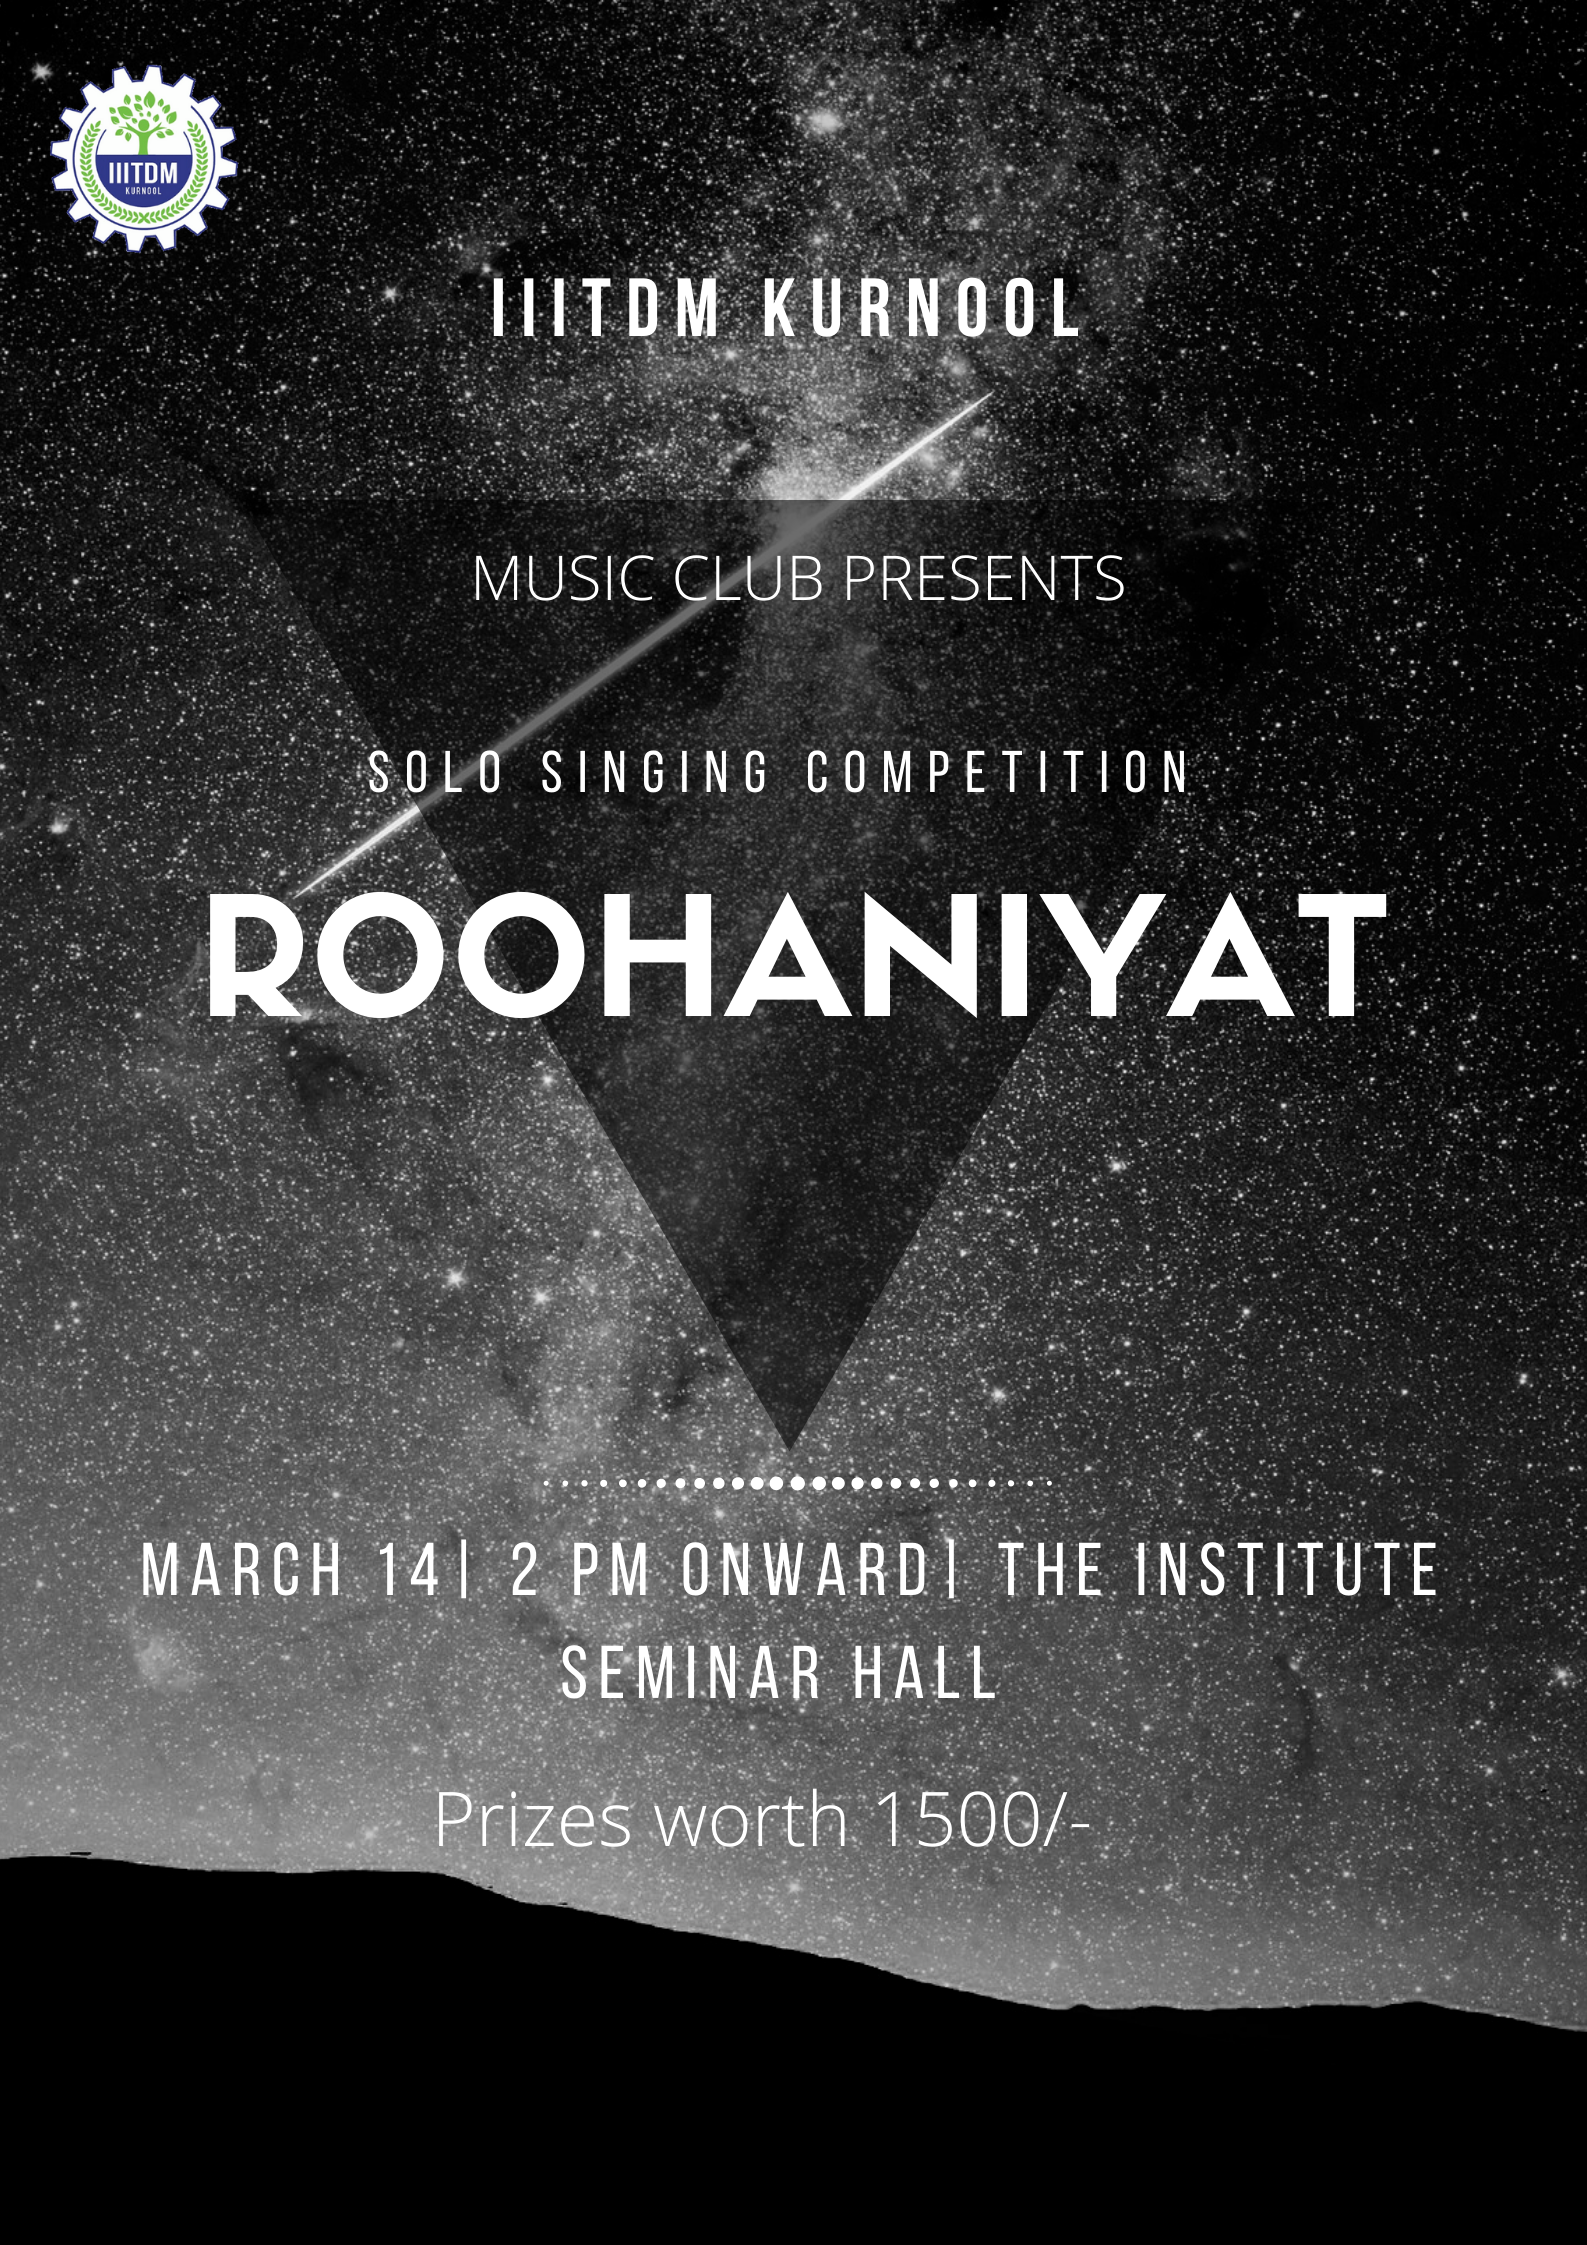 IIITDM
KURNOOL
IIITDM KURNOOL
MUSIC CLUB PRESENTS
SOLO SINGING COMPETITION
ROOHANIYAT
MARCH 14| 2 PM ONWARD| THE INSTITUTE
SEMINAR HALL
Prizes worth 1500/-